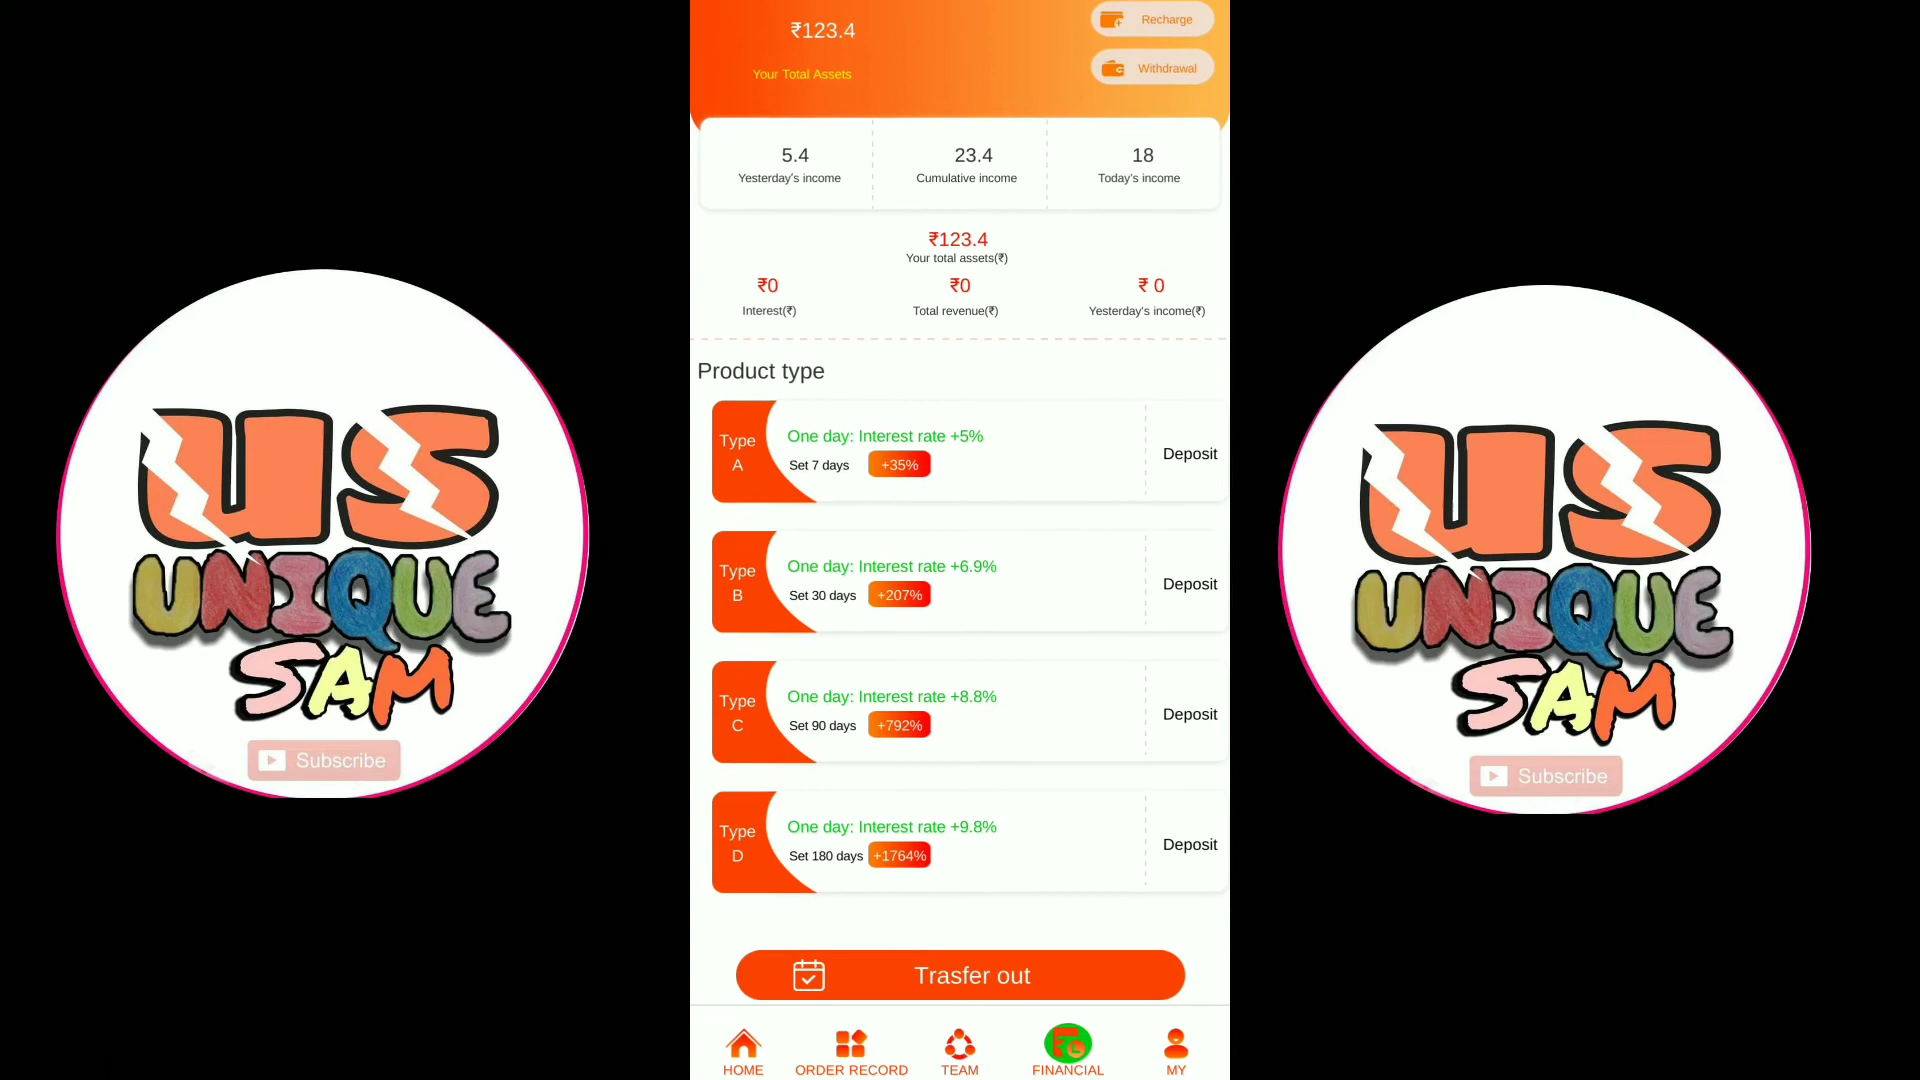 ₹123.4
Recharge
Your Total Assets
Withdrawal
5.4
23.4
18
Yesterday's income
Cumulative income
Today's income
₹123.4
Your total assets(₹)
₹0
₹0
₹ 0
Interest(₹)
Total revenue(₹)
Yesterday's income(₹)
Product type
Type
A
One day: Interest rate +5%
Set 7 days
+35%
Deposit
Type
B
One day: Interest rate +6.9%
Set 30 days
+207%
Deposit
Type
C
One day: Interest rate +8.8%
Set 90 days
+792%
Deposit
Type
D
One day: Interest rate +9.8%
Set 180 days
+1764%
Deposit
Trasfer out
HOME
ORDER RECORD
TEAM
FINANCIAL
MY
US
UNIQUE
SAM
Subscribe
US
UNIQUE
SAM
Subscribe